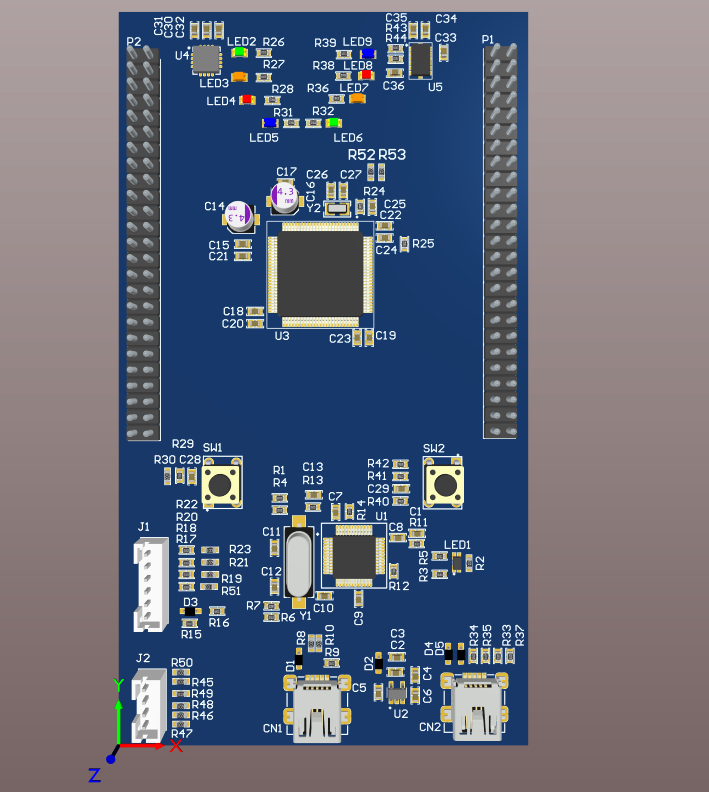 C31
C30
C32
LED2
R26
R39
LED9
C35
R43
R44
C34
C33
P2
P1
U4
R27
R38
LED8
LED3
C36
U5
R28
R36
LED7
LED4
R31
R32
LED5
LED6
R52 R53
C17
C26
C27
C16
R24
C14
4.3
mm
4.3
mm
Y2
C25
C22
C15
C21
C24
R25
C18
C20
U3
C23
C19
R29
R30
C28
SW1
SW2
R1
R4
C13
R13
R42
R41
C29
R40
R22
R20
R18
R17
C7
R14
U1
C1
R11
C8
J1
C11
R23
R21
R19
R51
LED1
R5
R3
R2
C12
R12
D3
R7
R6
C10
C9
Y1
R16
R15
R8
R10
R9
D1
D2
C3
C2
D4
D5
R34
R35
R33
R37
J2
R50
R45
R49
R48
R46
R47
C5
C4
C6
U2
CN1
CN2
Y
X
Z